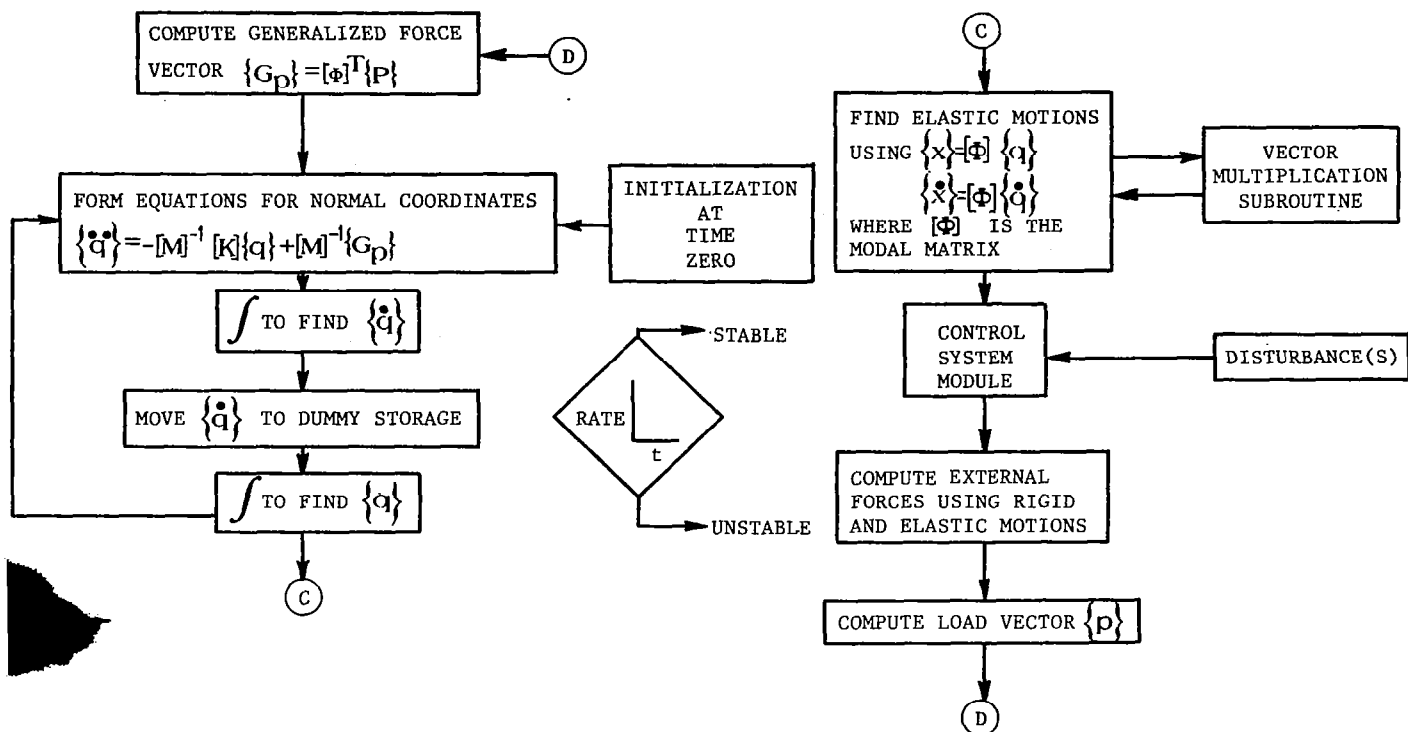 COMPUTE GENERALIZED FORCE
VECTOR {G_p} = [Φ]^T {P}
D
FORM EQUATIONS FOR NORMAL COORDINATES
{q̈} = -[M]^-1 [K]{q} + [M]^-1 {G_p}
INITIALIZATION
AT
TIME
ZERO
∫ TO FIND {q̇}
MOVE {q̇} TO DUMMY STORAGE
∫ TO FIND {q}
C
STABLE
RATE
t
UNSTABLE
C
FIND ELASTIC MOTIONS
USING {x} = [Φ] {q}
{ẋ} = [Φ] {q̇}
WHERE [Φ] IS THE
MODAL MATRIX
VECTOR
MULTIPLICATION
SUBROUTINE
CONTROL
SYSTEM
MODULE
DISTURBANCE(S)
COMPUTE EXTERNAL
FORCES USING RIGID
AND ELASTIC MOTIONS
COMPUTE LOAD VECTOR {p}
D